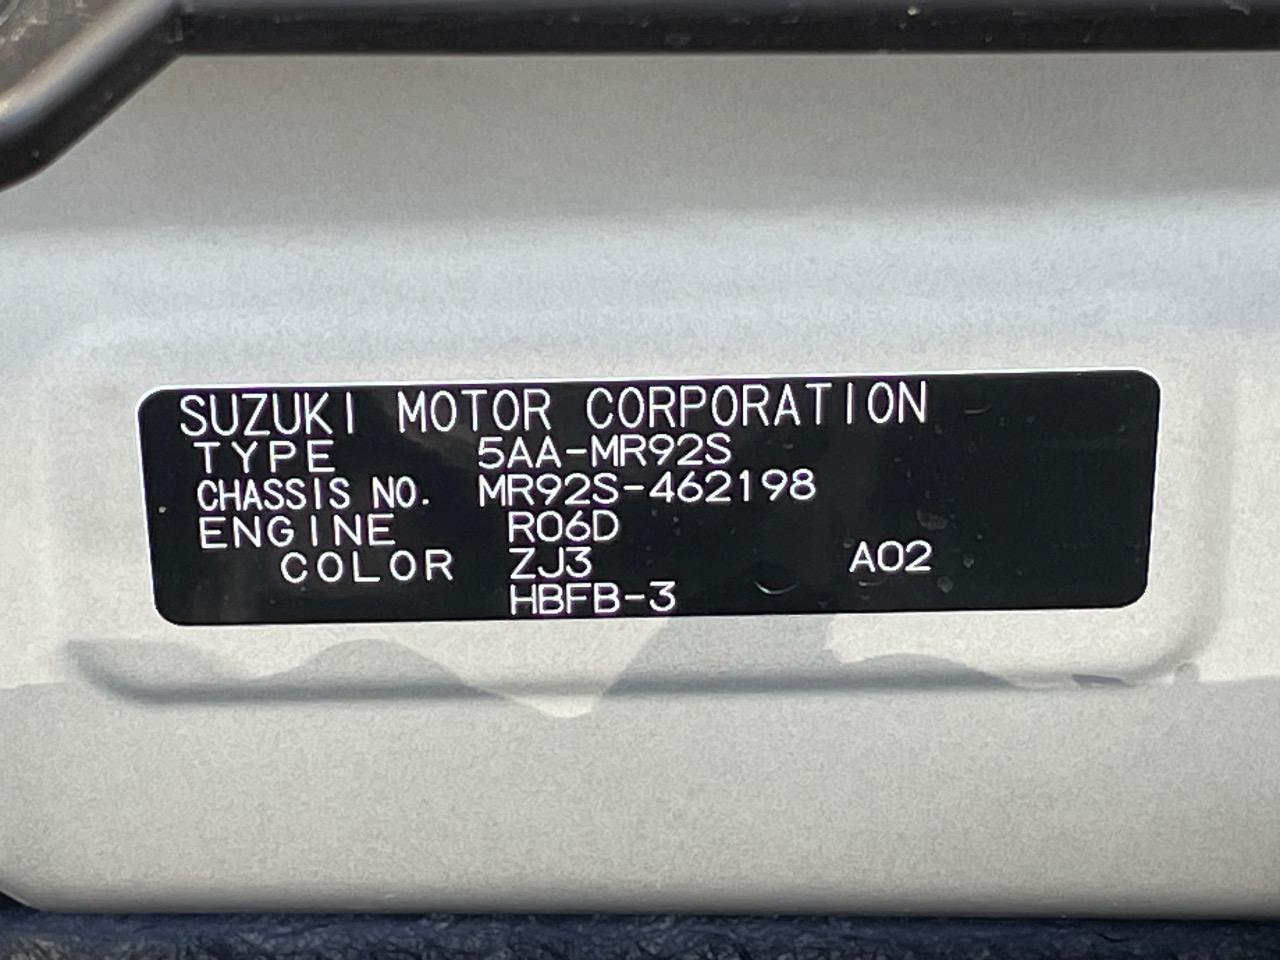 SUZUKI MOTOR CORPORATION
TYPE 5AA-MR92S
CHASSIS NO. MR92S-462198
ENGINE R06D
COLOR ZJ3 A02
HBFB-3